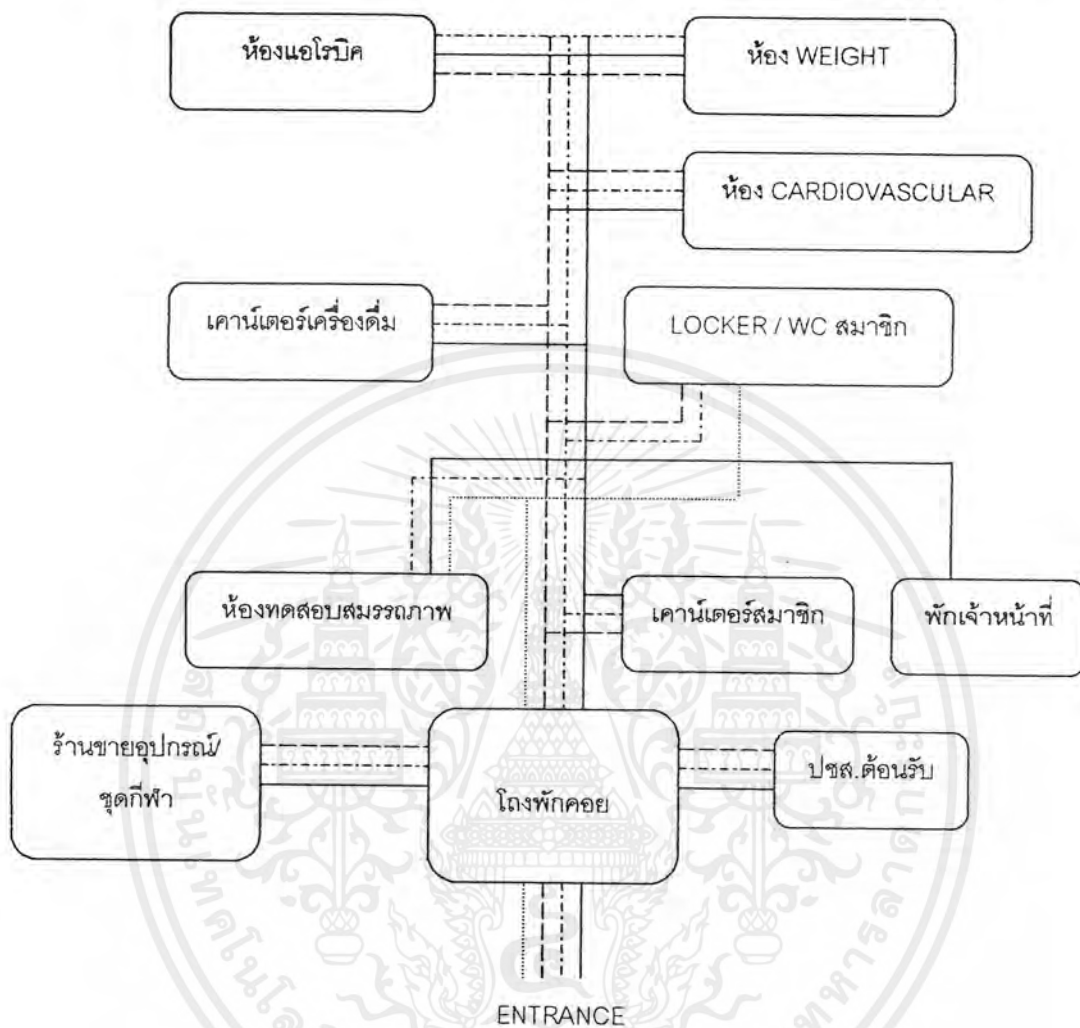 ห้องแอโรบิค
ห้อง WEIGHT
ห้อง CARDIOVASCULAR
เคาน์เตอร์เครื่องดื่ม
LOCKER / WC สมาชิก
ห้องทดสอบสมรรถภาพ
เคาน์เตอร์สมาชิก
พักเจ้าหน้าที่
ร้านขายอุปกรณ์/
ชุดกีฬา
โถงพักคอย
ปชส.ต้อนรับ
ENTRANCE